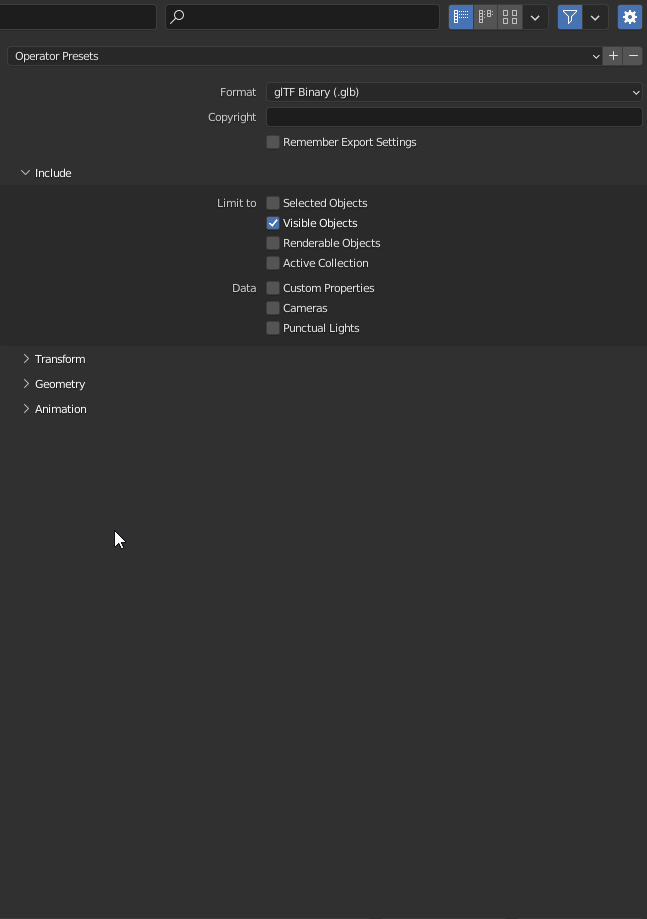 Operator Presets
Format glTF Binary (.glb)
Copyright
Remember Export Settings
Include
Limit to Selected Objects
Visible Objects
Renderable Objects
Active Collection
Data Custom Properties
Cameras
Punctual Lights
Transform
Geometry
Animation